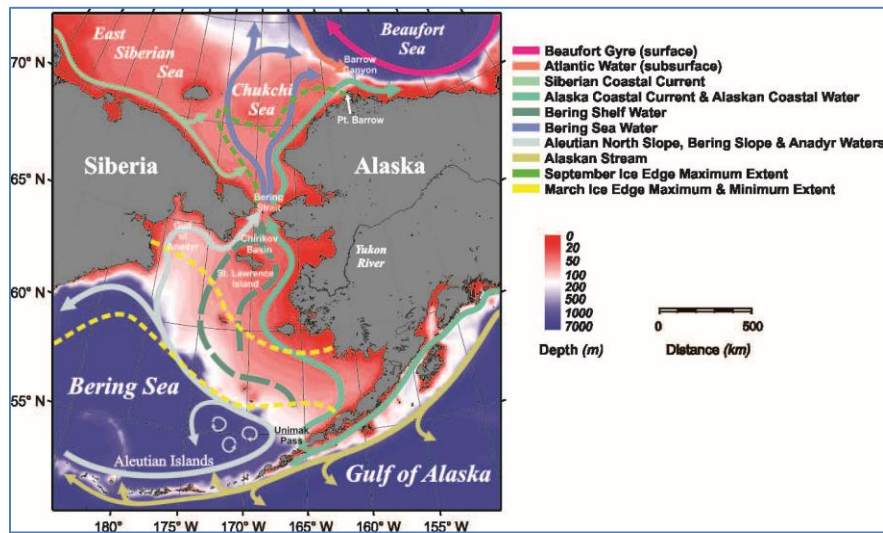 70° N
65° N
60° N
55° N
East
Siberian
Sea
Chukchi
Sea
Beaufort
Sea
Barrow
Canyon
Pt. Barrow
Siberia
Alaska
Bering
Strait
Gulf
of
Anadyr
Chirikov
Basin
St. Lawrence
Island
Yukon
River
Bering Sea
Unimak
Pass
Aleutian Islands
Gulf of Alaska
180°
175° W
170° W
165° W
160° W
155° W
Beaufort Gyre (surface)
Atlantic Water (subsurface)
Siberian Coastal Current
Alaska Coastal Current & Alaskan Coastal Water
Bering Shelf Water
Bering Sea Water
Aleutian North Slope, Bering Slope & Anadyr Waters
Alaskan Stream
September Ice Edge Maximum Extent
March Ice Edge Maximum & Minimum Extent
0
20
50
100
200
500
1000
7000
Depth (m)
0 500
Distance (km)